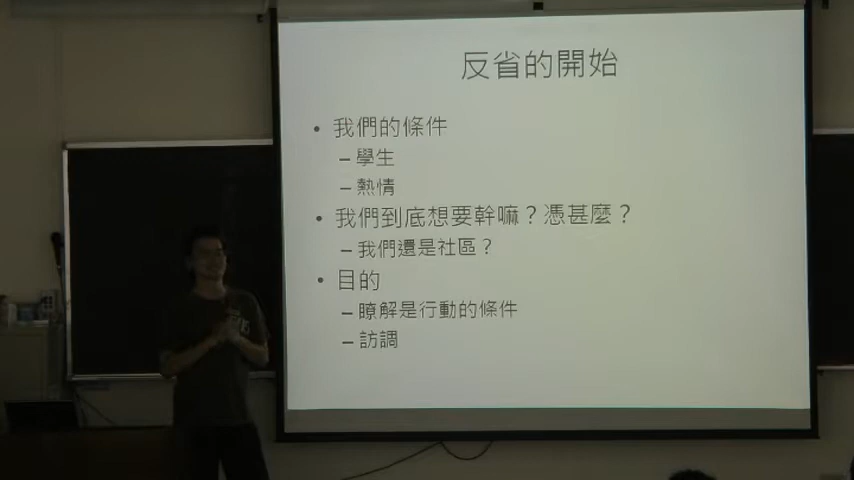 反省的開始
• 我們的條件
– 學生
– 熱情
• 我們到底想要幹嘛？憑甚麼？
– 我們還是社區？
• 目的
– 瞭解是行動的條件
– 訪調